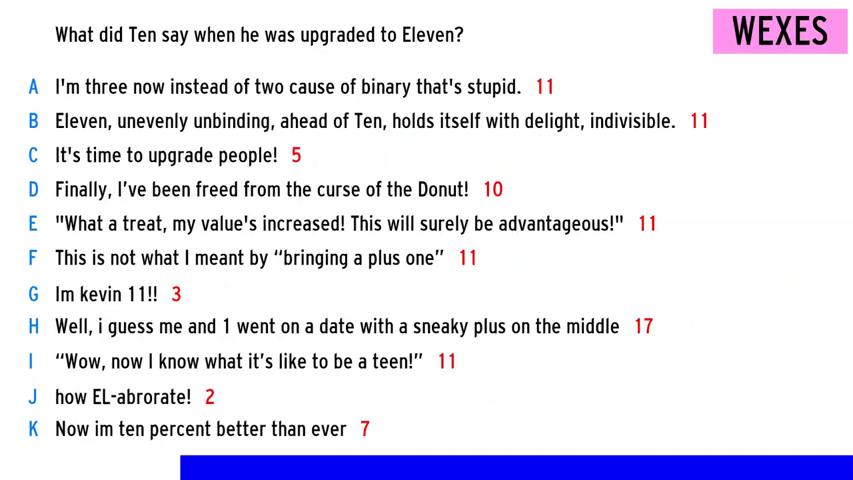 What did Ten say when he was upgraded to Eleven?
WEXES
A I'm three now instead of two cause of binary that's stupid. 11
B Eleven, unevenly unbinding, ahead of Ten, holds itself with delight, indivisible. 11
C It's time to upgrade people! 5
D Finally, I’ve been freed from the curse of the Donut! 10
E "What a treat, my value's increased! This will surely be advantageous!" 11
F This is not what I meant by “bringing a plus one” 11
G Im kevin 11!! 3
H Well, i guess me and 1 went on a date with a sneaky plus on the middle 17
I “Wow, now I know what it’s like to be a teen!” 11
J how EL-abrorate! 2
K Now im ten percent better than ever 7